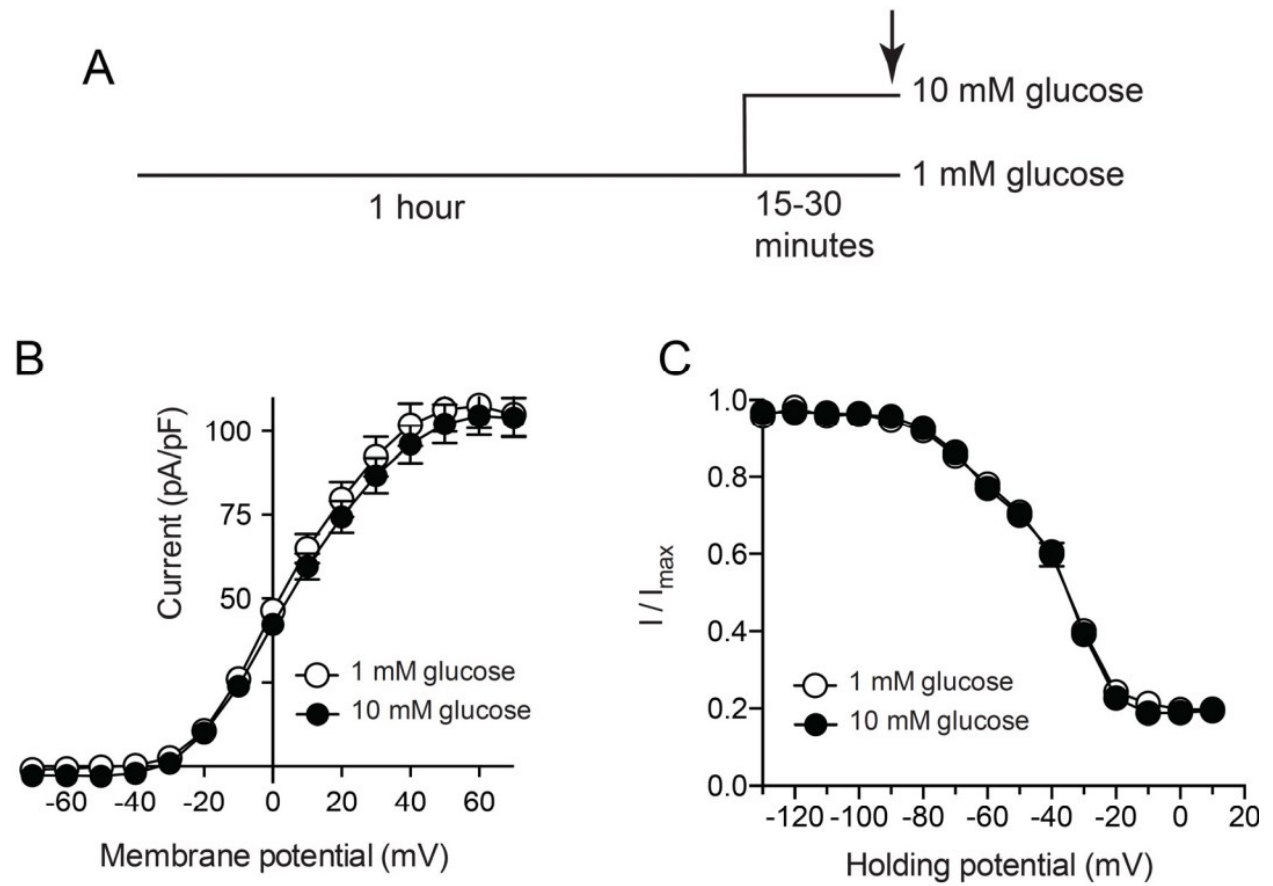 A
10 mM glucose
1 mM glucose
1 hour
15-30
minutes
B
Current (pA/pF)
100
75
50
1 mM glucose
10 mM glucose
-60 -40 -20 0 20 40 60
Membrane potential (mV)
C
I / Imax
1.0
0.8
0.6
0.4
0.2
0.0
1 mM glucose
10 mM glucose
-120 -100 -80 -60 -40 -20 0 20
Holding potential (mV)